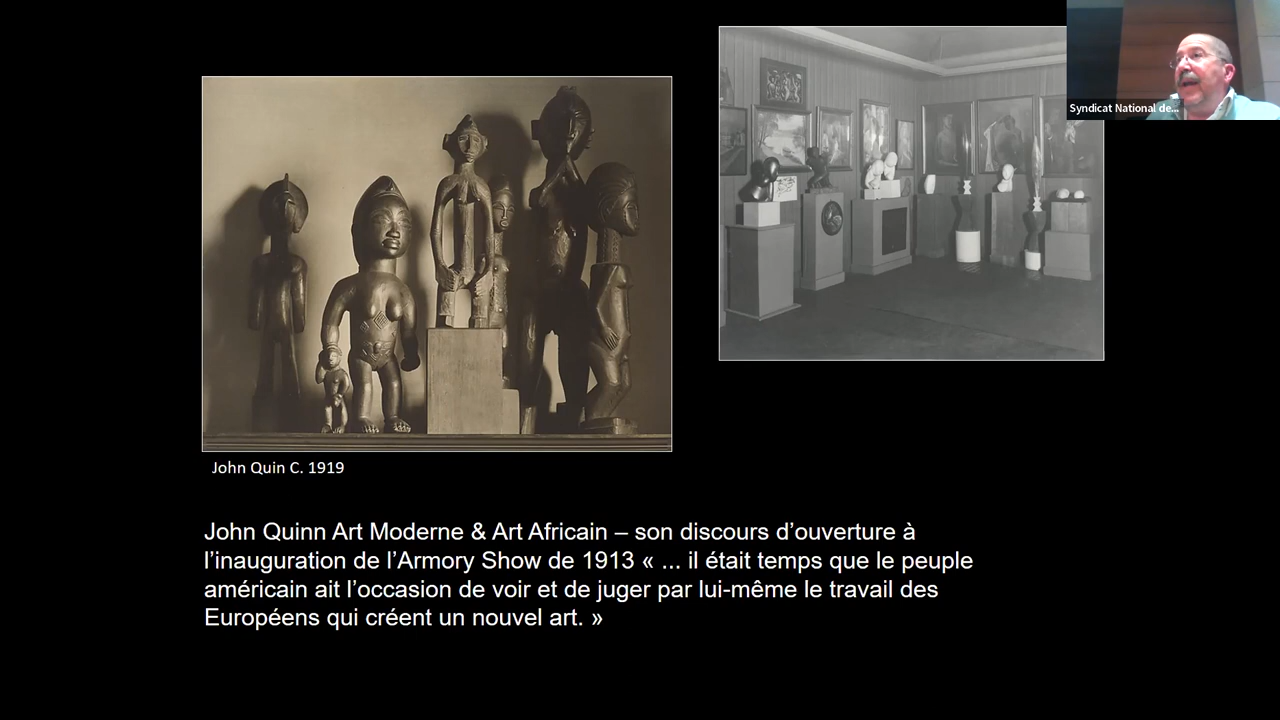 Syndicat National de...
John Quin C. 1919
John Quinn Art Moderne & Art Africain – son discours d’ouverture à
l’inauguration de l’Armory Show de 1913 « ... il était temps que le peuple
américain ait l’occasion de voir et de juger par lui-même le travail des
Européens qui créent un nouvel art. »